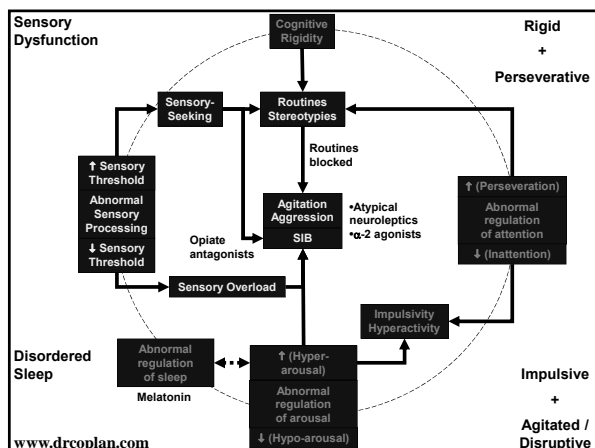 Sensory
Dysfunction
Cognitive
Rigidity
Rigid
+
Perseverative
Sensory-
Seeking
Routines
Stereotypies
Routines
blocked
↑ Sensory
Threshold
Abnormal
Sensory
Processing
↓ Sensory
Threshold
Agitation
Aggression
SIB
•Atypical
neuroleptics
•α-2 agonists
↑ (Perseveration)
Abnormal
regulation
of attention
↓ (Inattention)
Opiate
antagonists
Sensory Overload
Impulsivity
Hyperactivity
Disordered
Sleep
Abnormal
regulation
of sleep
Melatonin
↑ (Hyper-
arousal)
Abnormal
regulation
of arousal
↓ (Hypo-arousal)
Impulsive
+
Agitated /
Disruptive
www.drcoplan.com